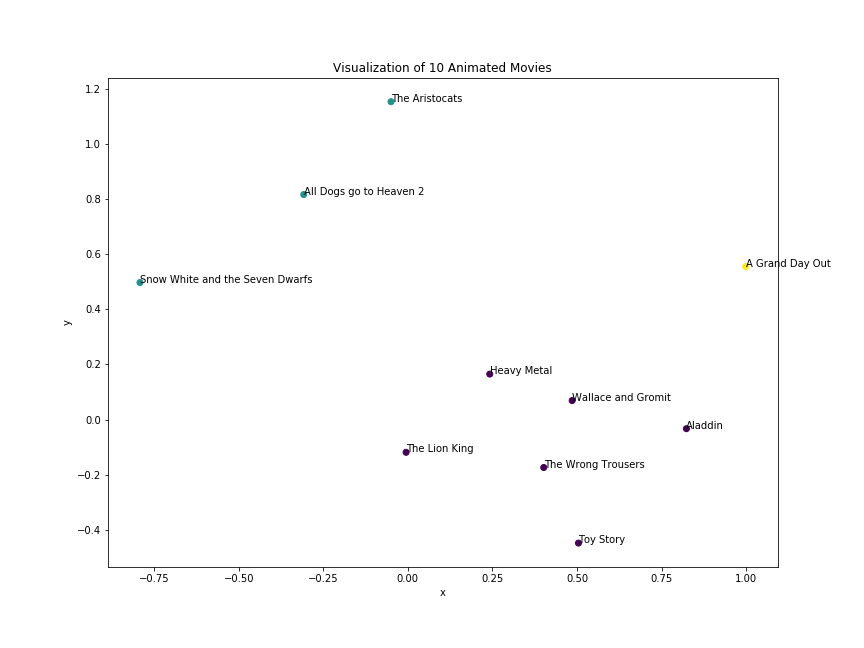 Visualization of 10 Animated Movies
1.2
The Aristocats
1.0
All Dogs go to Heaven 2
0.8
0.6
A Grand Day Out
Snow White and the Seven Dwarfs
0.4
y
0.2
Heavy Metal
Wallace and Gromit
0.0
Aladdin
The Lion King
The Wrong Trousers
−0.2
−0.4
Toy Story
−0.75 −0.50 −0.25 0.00 0.25 0.50 0.75 1.00
x